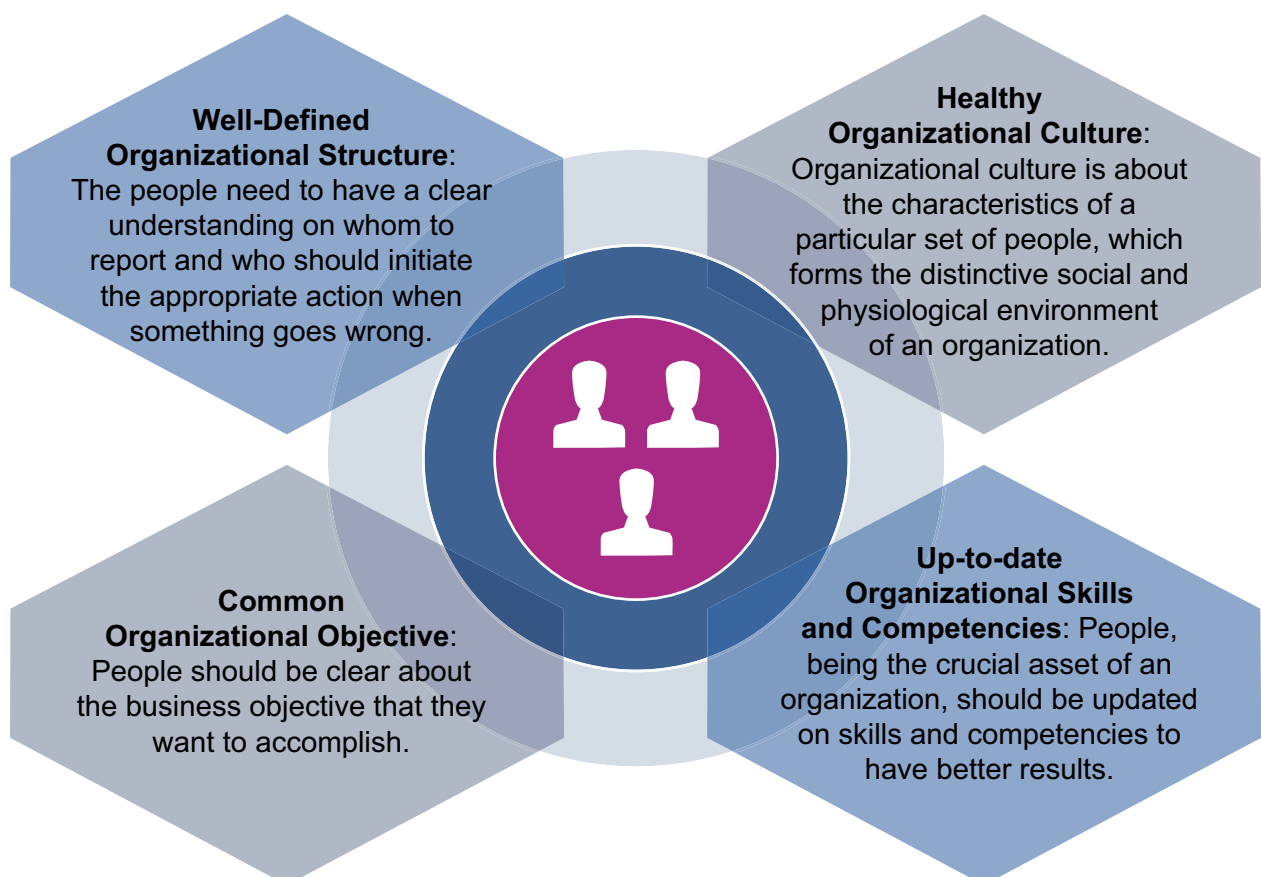 Well-Defined
Organizational Structure:
The people need to have a clear
understanding on whom to
report and who should initiate
the appropriate action when
something goes wrong.
Healthy
Organizational Culture:
Organizational culture is about
the characteristics of a
particular set of people, which
forms the distinctive social and
physiological environment
of an organization.
Common
Organizational Objective:
People should be clear about
the business objective that they
want to accomplish.
Up-to-date
Organizational Skills
and Competencies: People,
being the crucial asset of an
organization, should be updated
on skills and competencies to
have better results.